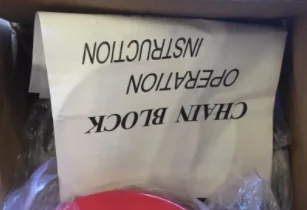 CHAIN BLOCK
OPERATION
INSTRUCTION